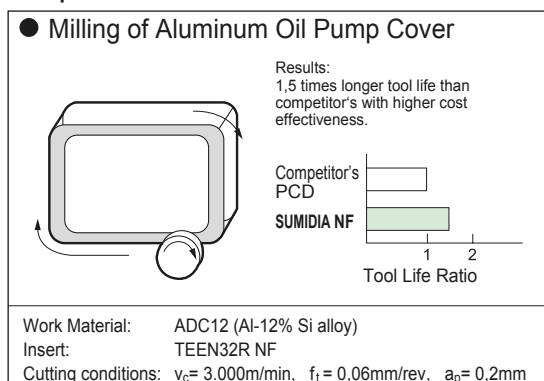 ● Milling of Aluminum Oil Pump Cover
Results:
1,5 times longer tool life than
competitor‘s with higher cost
effectiveness.
Competitor’s
PCD
SUMIDIA NF
1 2
Tool Life Ratio
Work Material: ADC12 (Al-12% Si alloy)
Insert: TEEN32R NF
Cutting conditions: vc= 3.000m/min, ft = 0.06mm/rev, ap= 0.2mm